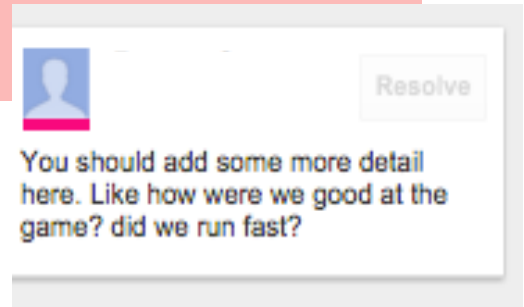 Resolve
You should add some more detail
here. Like how were we good at the
game? did we run fast?